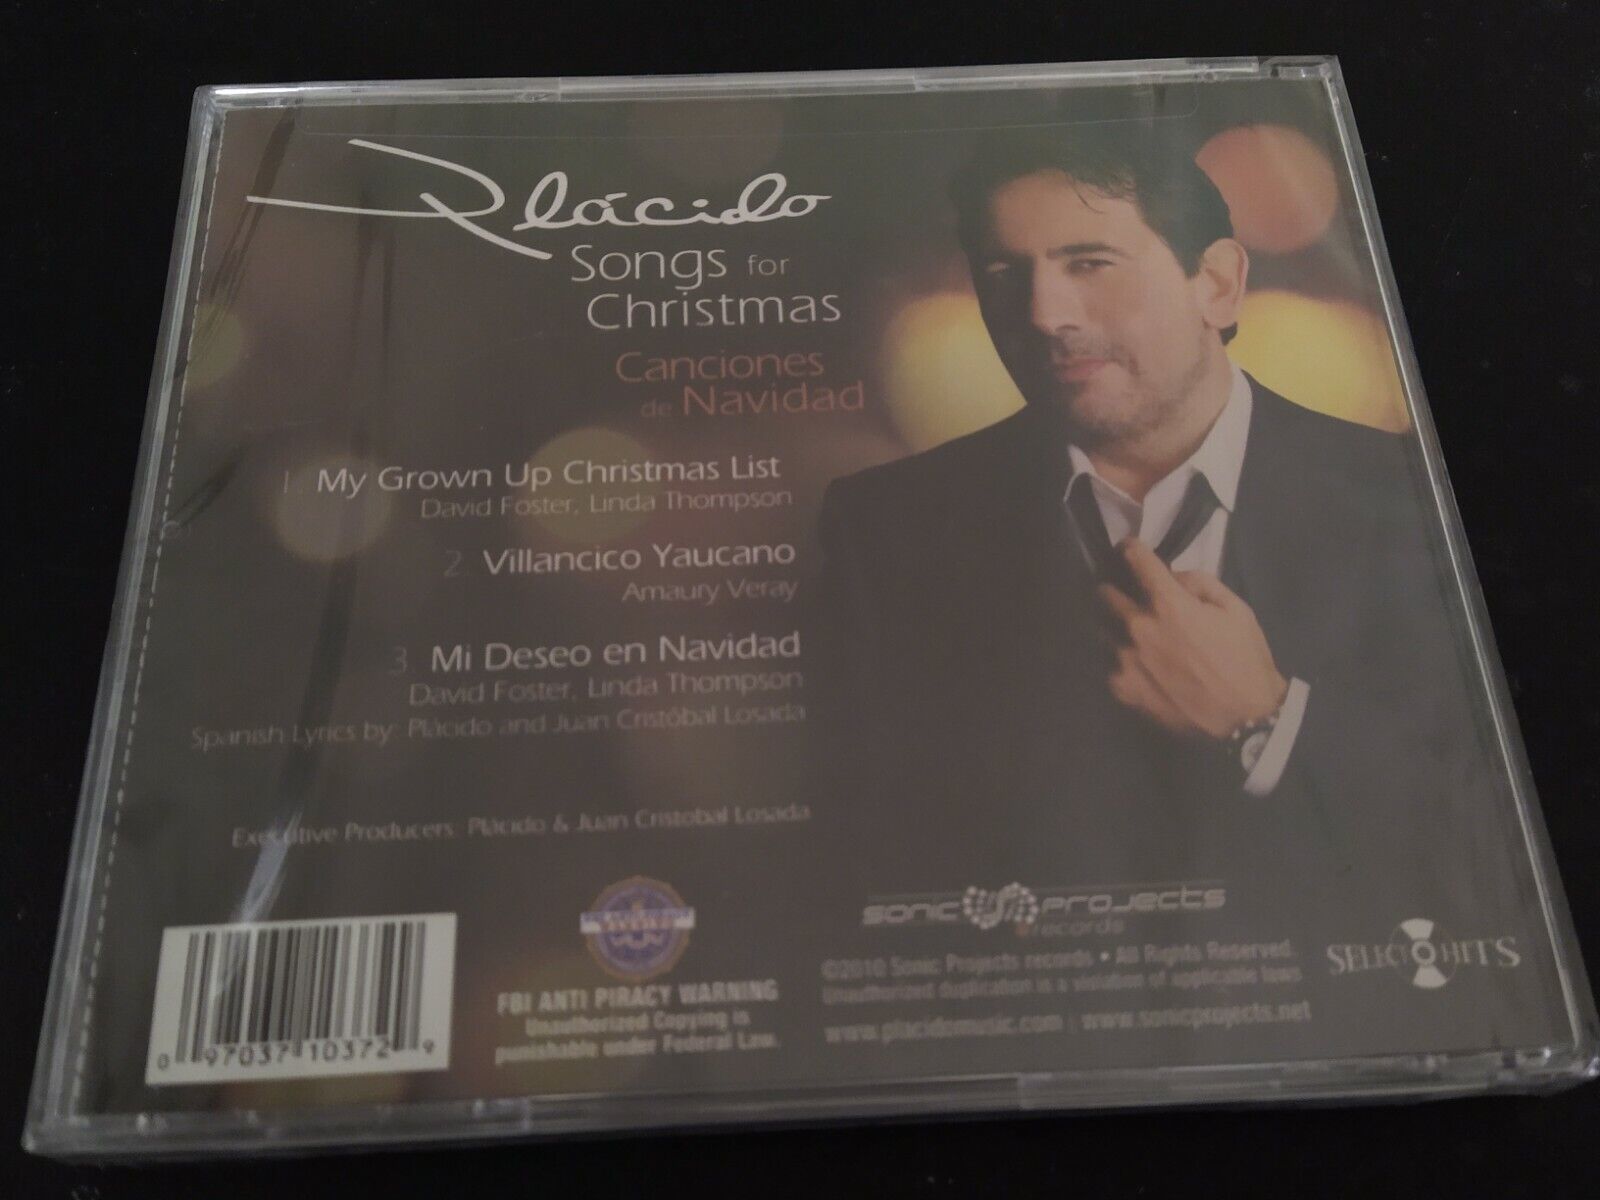 Plácido
Songs for
Christmas
Canciones
de Navidad
1. My Grown Up Christmas List
David Foster, Linda Thompson
2. Villancico Yaucano
Amaury Veray
3. Mi Deseo en Navidad
David Foster, Linda Thompson
Spanish Lyrics by: Plácido and Juan Cristóbal Losada
Executive Producers: Plácido & Juan Cristobal Losada
0 97037 10372 9
FBI ANTI PIRACY WARNING
Unauthorized Copying is
punishable under Federal Law.
sonic projects
records
©2010 Sonic Projects records • All Rights Reserved.
Unauthorized duplication is a violation of applicable laws
www.placidomusic.com | www.sonicprojects.net
SELECTOHITS